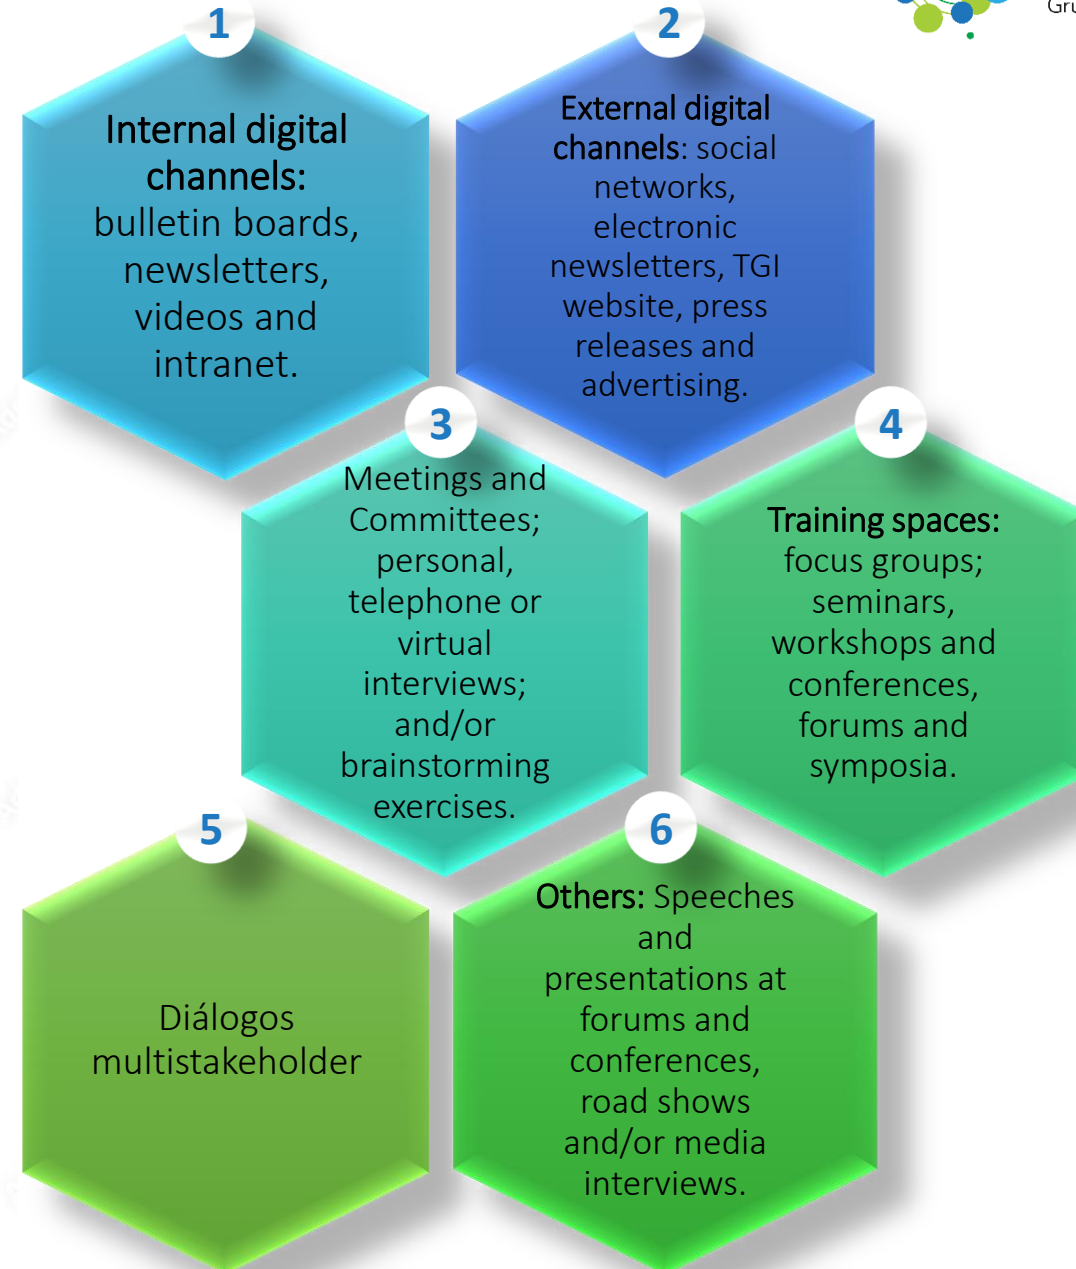 Gru
1
Internal digital
channels:
bulletin boards,
newsletters,
videos and
intranet.
2
External digital
channels: social
networks,
electronic
newsletters, TGI
website, press
releases and
advertising.
3
Meetings and
Committees;
personal,
telephone or
virtual
interviews;
and/or
brainstorming
exercises.
4
Training spaces:
focus groups;
seminars,
workshops and
conferences,
forums and
symposia.
5
Diálogos
multistakeholder
6
Others: Speeches
and
presentations at
forums and
conferences,
road shows
and/or media
interviews.